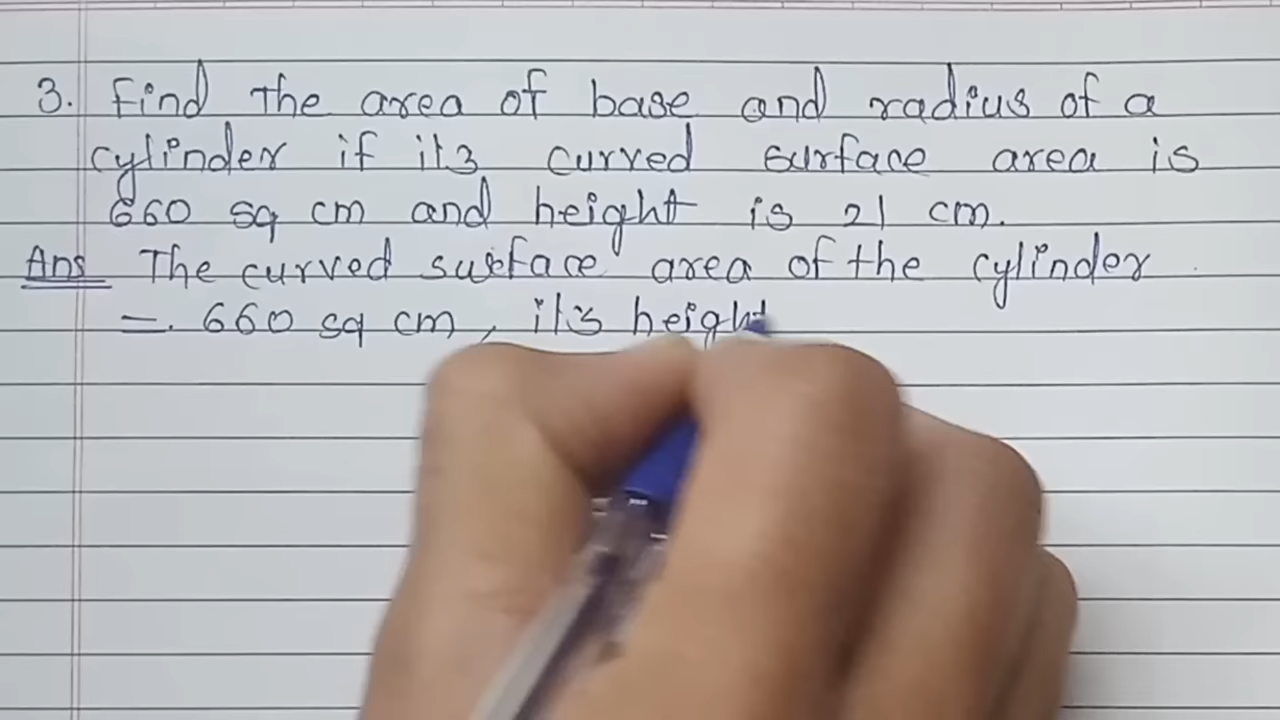 3. Find the area of base and radius of a
cylinder if its curved surface area is
660 sq cm and height is 21 cm.
Ans The curved surface area of the cylinder
= 660 sq cm, its height